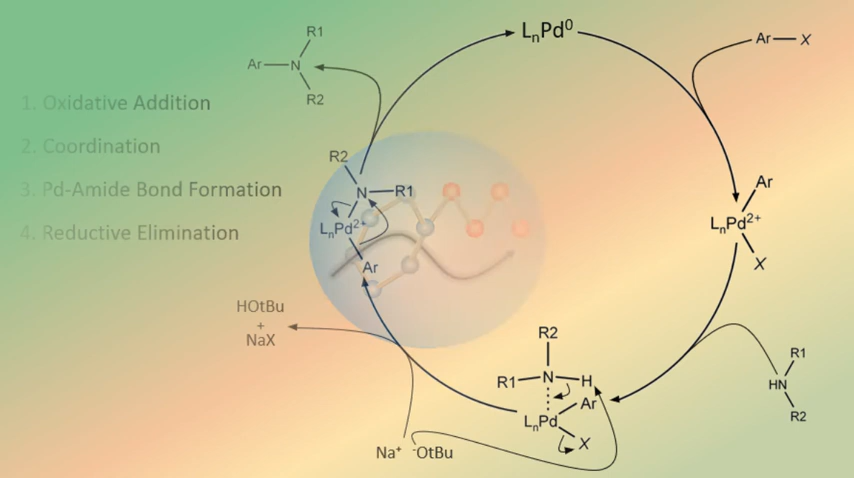 1. Oxidative Addition
2. Coordination
3. Pd-Amide Bond Formation
4. Reductive Elimination
LnPd0
Ar X
Ar
LnPd2+
X
R1
HN
R2
R2
R1 N H
Ar
LnPd
X
Na+ -OtBu
HOtBu
+
NaX
R2
N R1
LnPd2+
Ar
R1
Ar N
R2